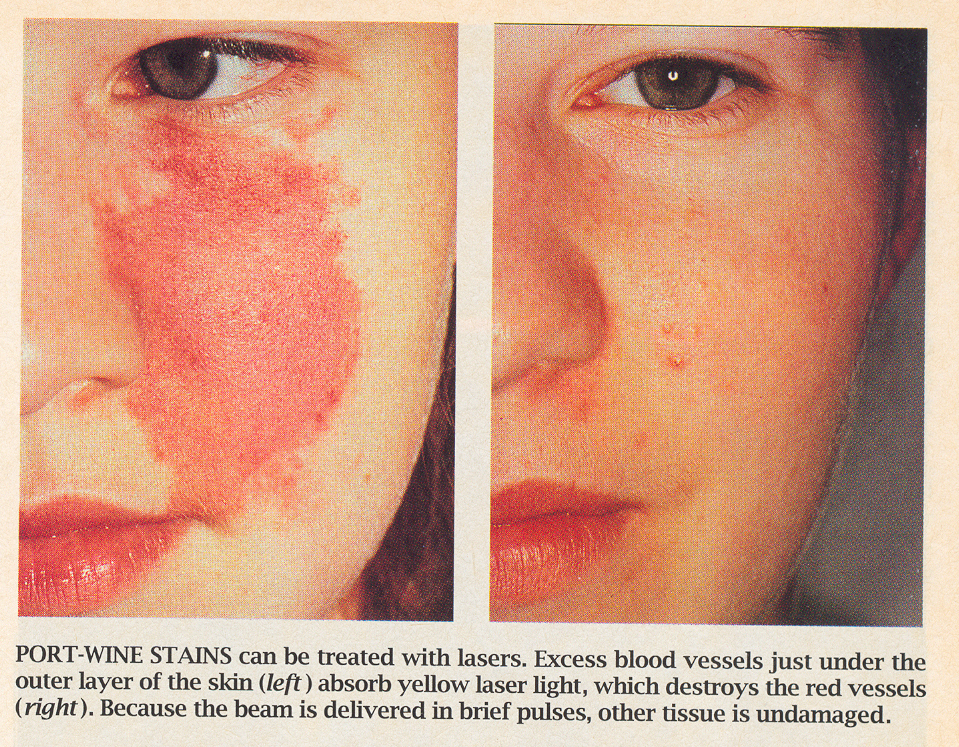 PORT-WINE STAINS can be treated with lasers. Excess blood vessels just under the
outer layer of the skin (left) absorb yellow laser light, which destroys the red vessels
(right). Because the beam is delivered in brief pulses, other tissue is undamaged.